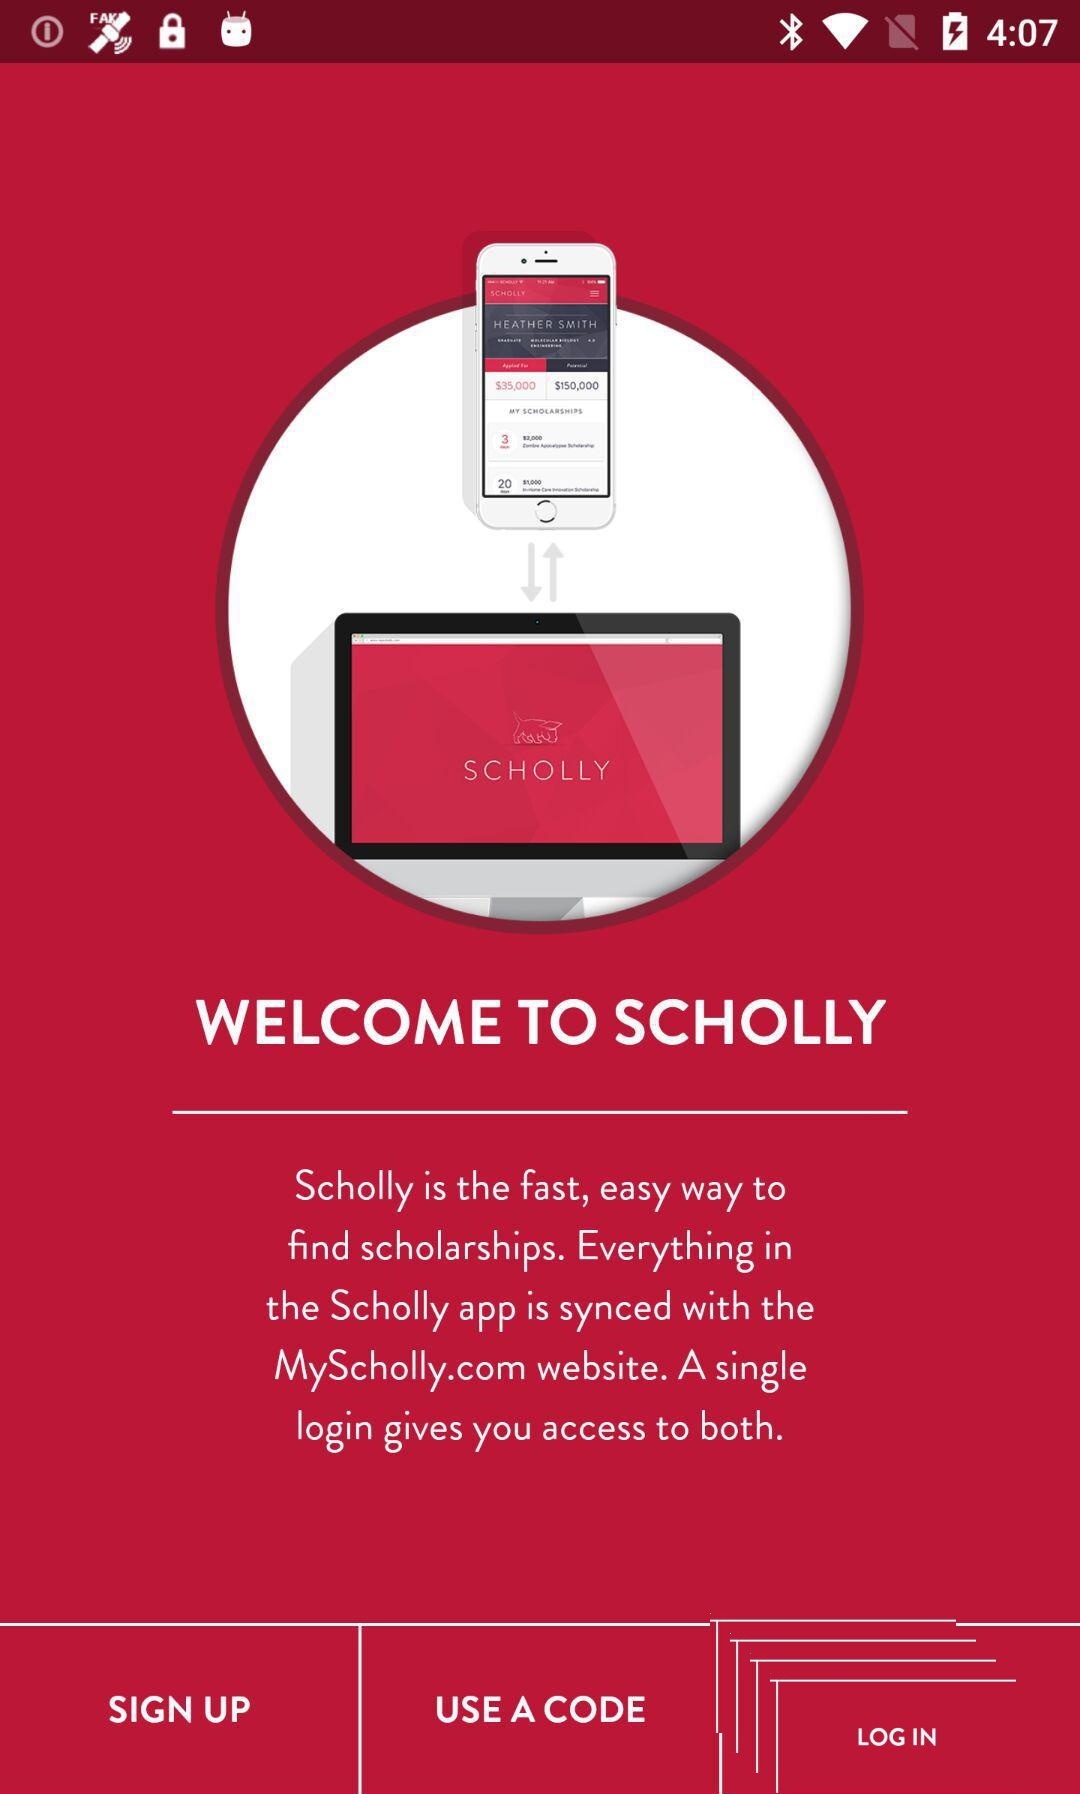 FAK
4:07
SCHOLLY
HEATHER SMITH
GRADUATE MOLECULAR BIOLOGY 4.0
ENGINEERING
Applied For Potential
$35,000 $150,000
MY SCHOLARSHIPS
3 $2,000
Zombie Apocalypse Scholarship
20 $1,000
In-Home Care Innovation Scholarship
SCHOLLY
WELCOME TO SCHOLLY
Scholly is the fast, easy way to
find scholarships. Everything in
the Scholly app is synced with the
MyScholly.com website. A single
login gives you access to both.
SIGN UP USE A CODE LOG IN